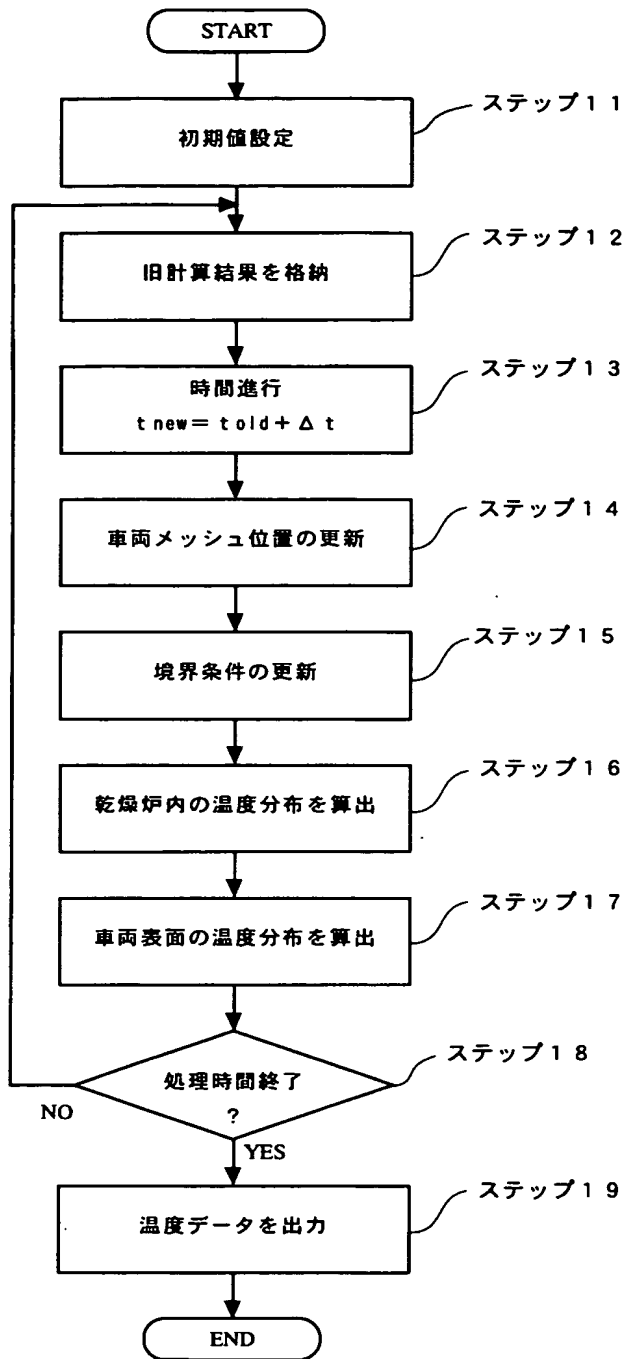 START
ステップ11
初期値設定
ステップ12
旧計算結果を格納
ステップ13
時間進行
tnew=told+Δt
ステップ14
車両メッシュ位置の更新
ステップ15
境界条件の更新
ステップ16
乾燥炉内の温度分布を算出
ステップ17
車両表面の温度分布を算出
ステップ18
処理時間終了
?
NO
YES
ステップ19
温度データを出力
END